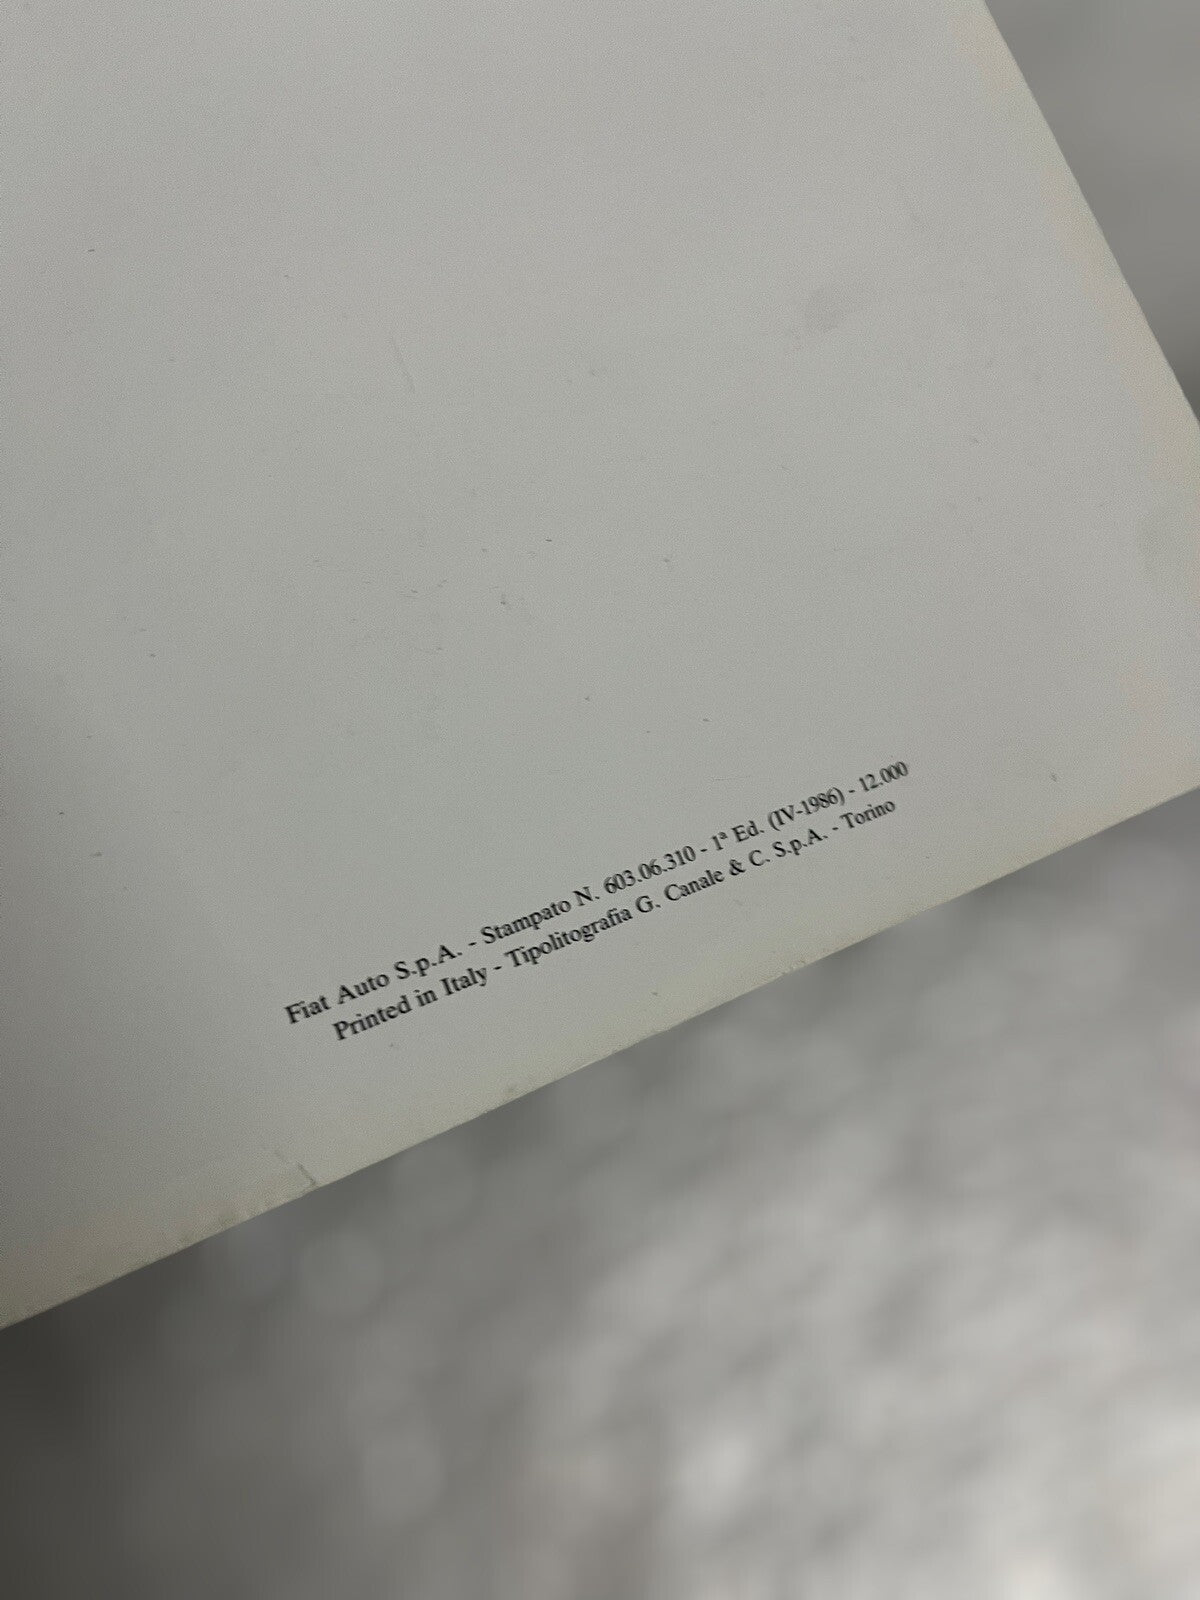 Fiat Auto S.p.A. - Stampato N. 603.06.310 - 1ª Ed. (IV-1986) - 12.000
Printed in Italy - Tipolitografia G. Canale & C. S.p.A. - Torino